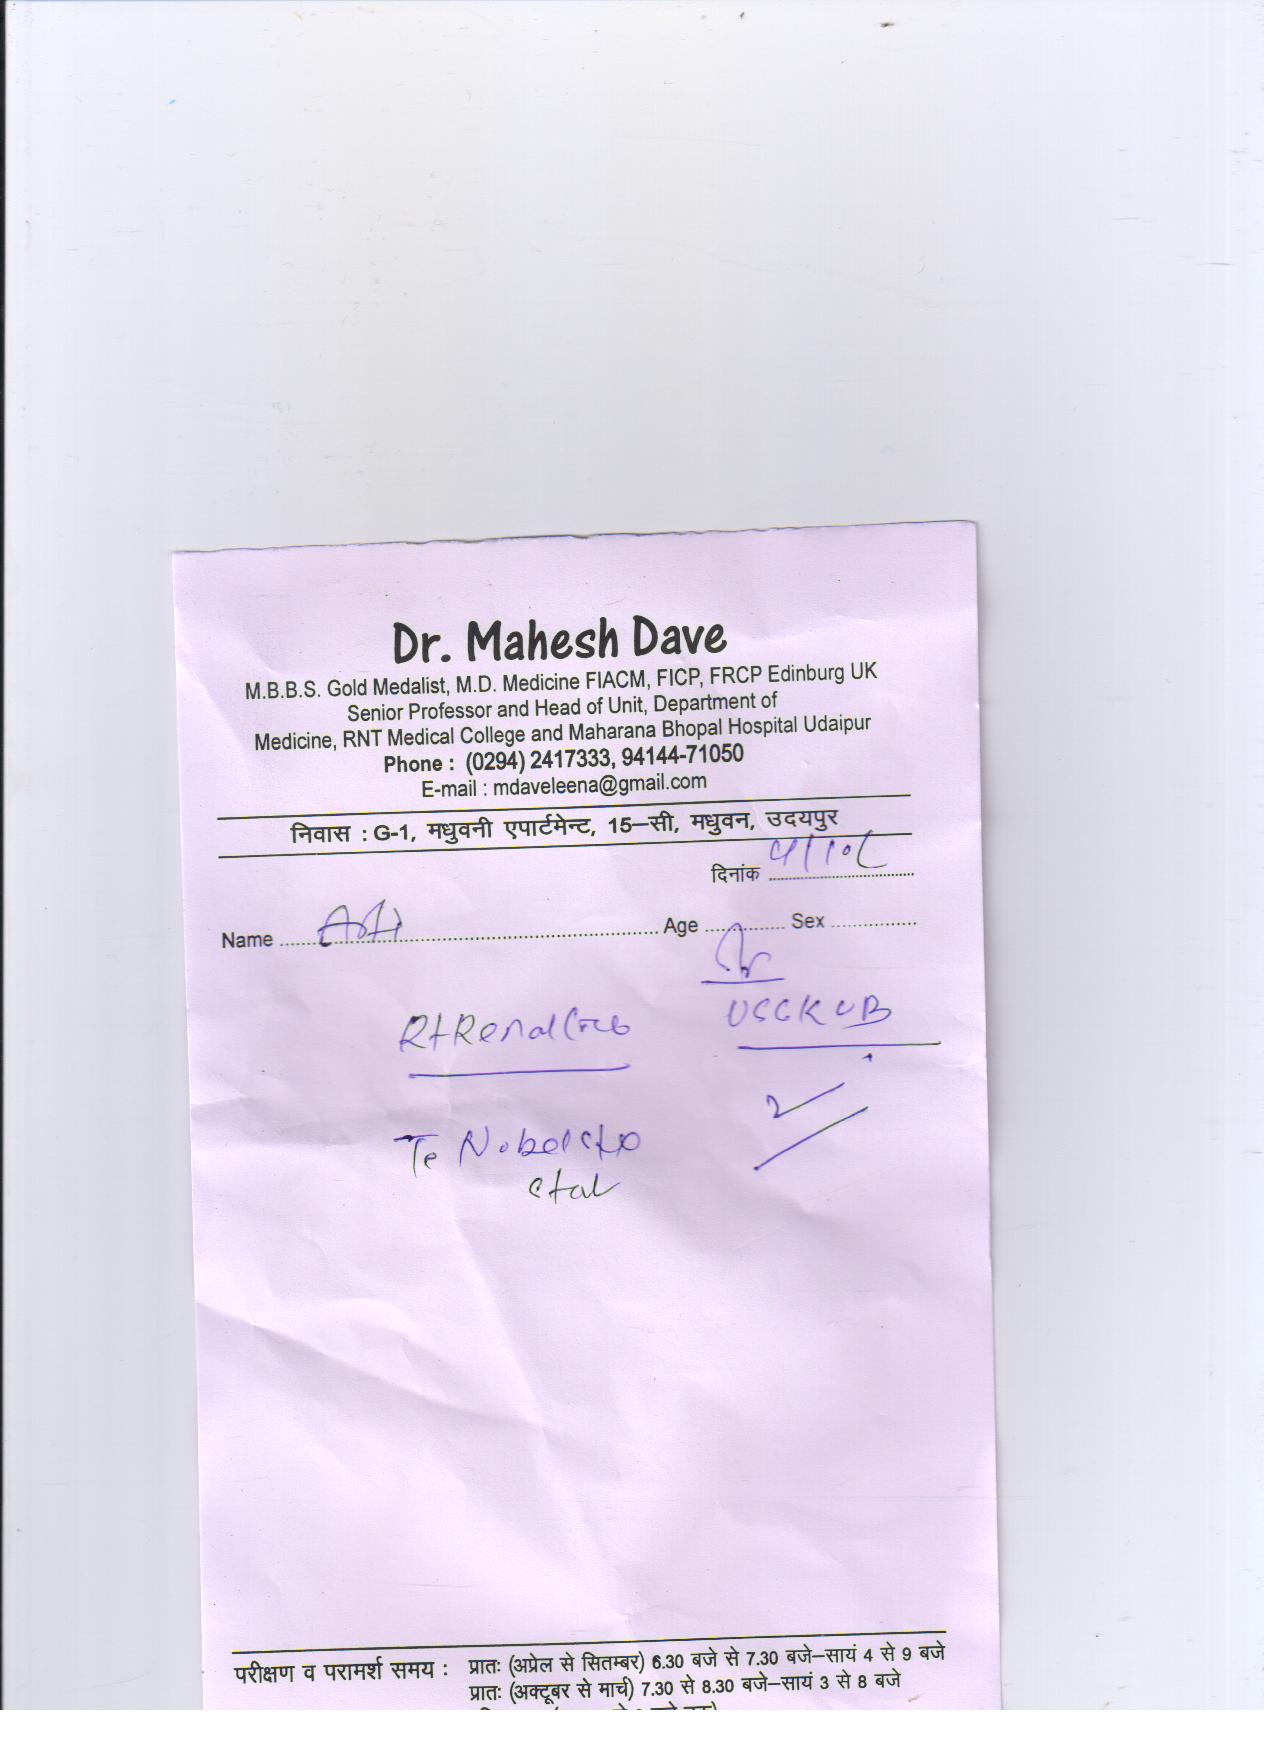 Dr. Mahesh Dave
M.B.B.S. Gold Medalist, M.D. Medicine FIACM, FICP, FRCP Edinburg UK
Senior Professor and Head of Unit, Department of
Medicine, RNT Medical College and Maharana Bhopal Hospital Udaipur
Phone : (0294) 2417333, 94144-71050
E-mail : mdaveleena@gmail.com
निवास : G-1, मधुवनी एपार्टमेन्ट, 15–सी, मधुवन, उदयपुर
दिनांक
Name Age Sex
Rt Renal
USG KUB
परीक्षण व परामर्श समय : प्रातः (अप्रेल से सितम्बर) 6.30 बजे से 7.30 बजे–सायं 4 से 9 बजे
प्रातः (अक्टूबर से मार्च) 7.30 से 8.30 बजे–सायं 3 से 8 बजे